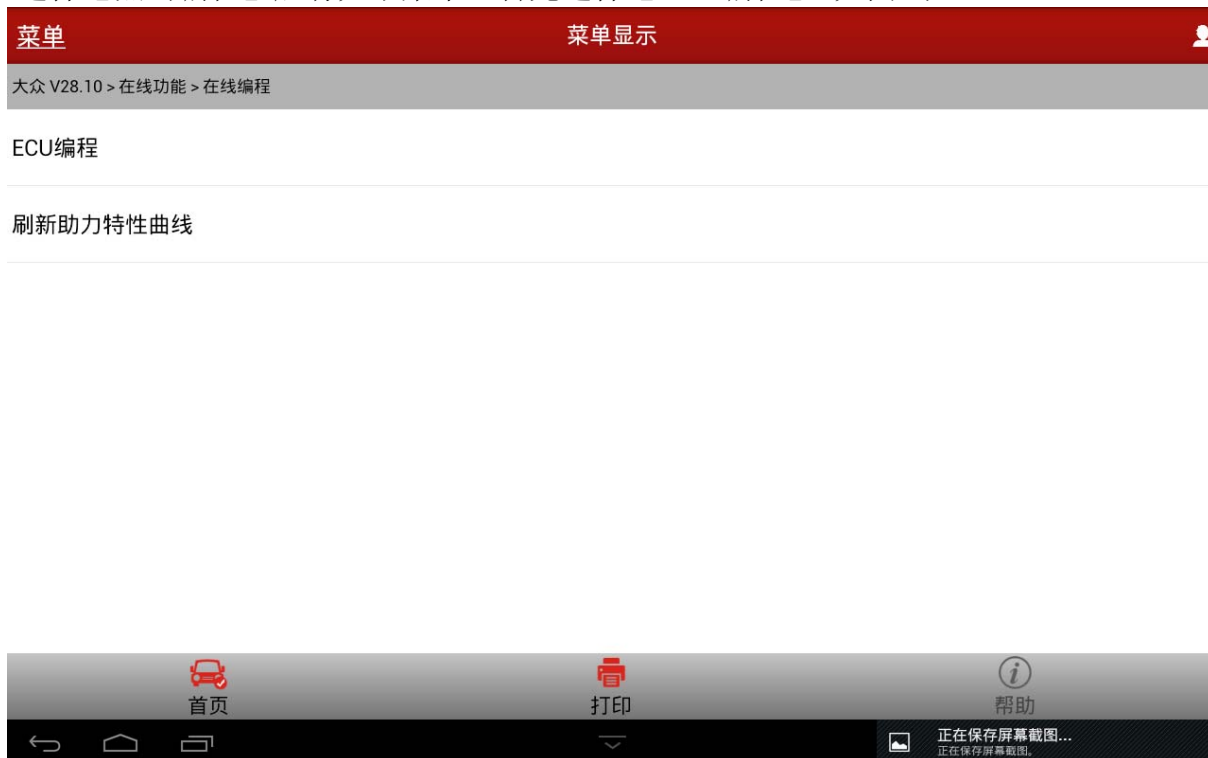 菜单
菜单显示
大众 V28.10 > 在线功能 > 在线编程
ECU编程
刷新助力特性曲线
首页
打印
帮助
正在保存屏幕截图...
正在保存屏幕截图。